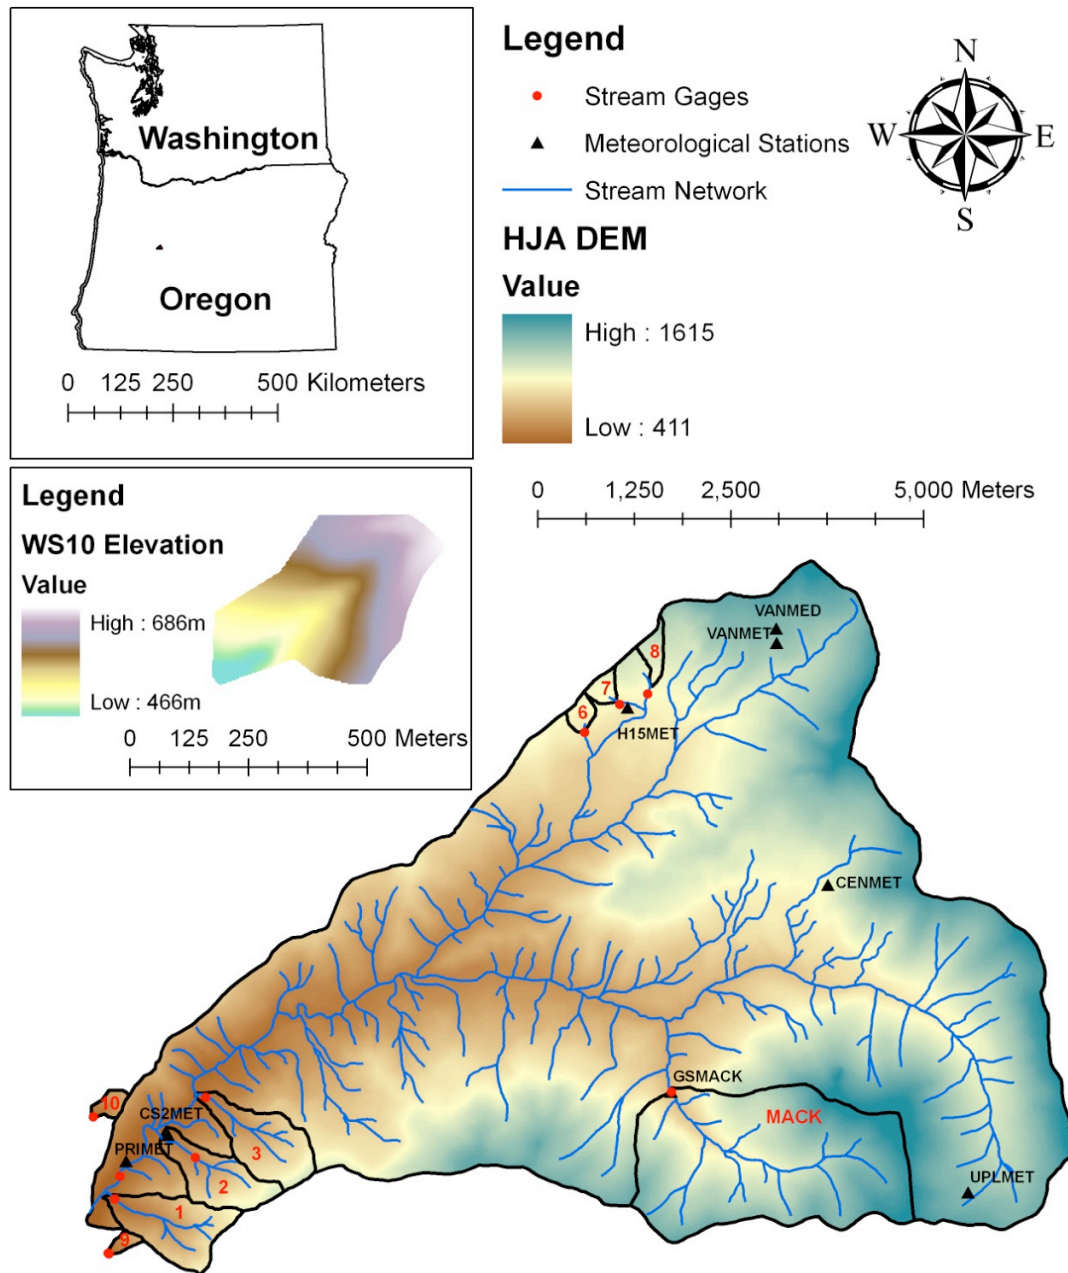 Washington
Oregon
0 125 250 500 Kilometers
Legend
Stream Gages
Meteorological Stations
Stream Network
HJA DEM
Value
High : 1615
Low : 411
N
W E
S
0 1,250 2,500 5,000 Meters
Legend
WS10 Elevation
Value
High : 686m
Low : 466m
0 125 250 500 Meters
VANMED
VANMET
8
7
6
H15MET
CENMET
GSMACK
MACK
10
CS2MET
PRIMET
3
2
UPLMET
1
9